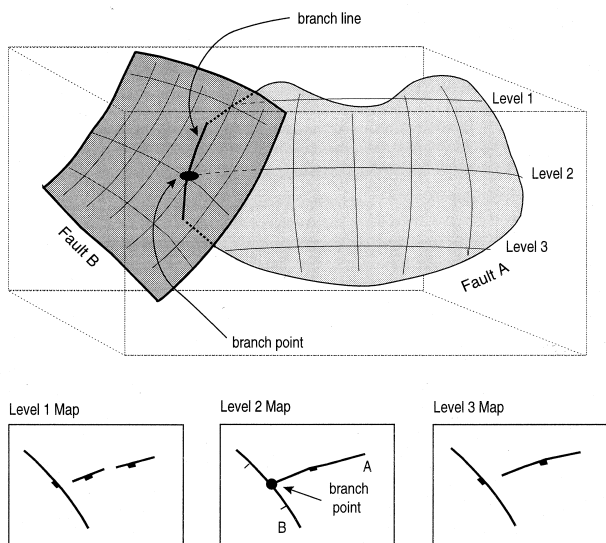 branch line
Level 1
Level 2
Level 3
Fault B
Fault A
branch point
Level 1 Map
Level 2 Map
Level 3 Map
A
branch
point
B